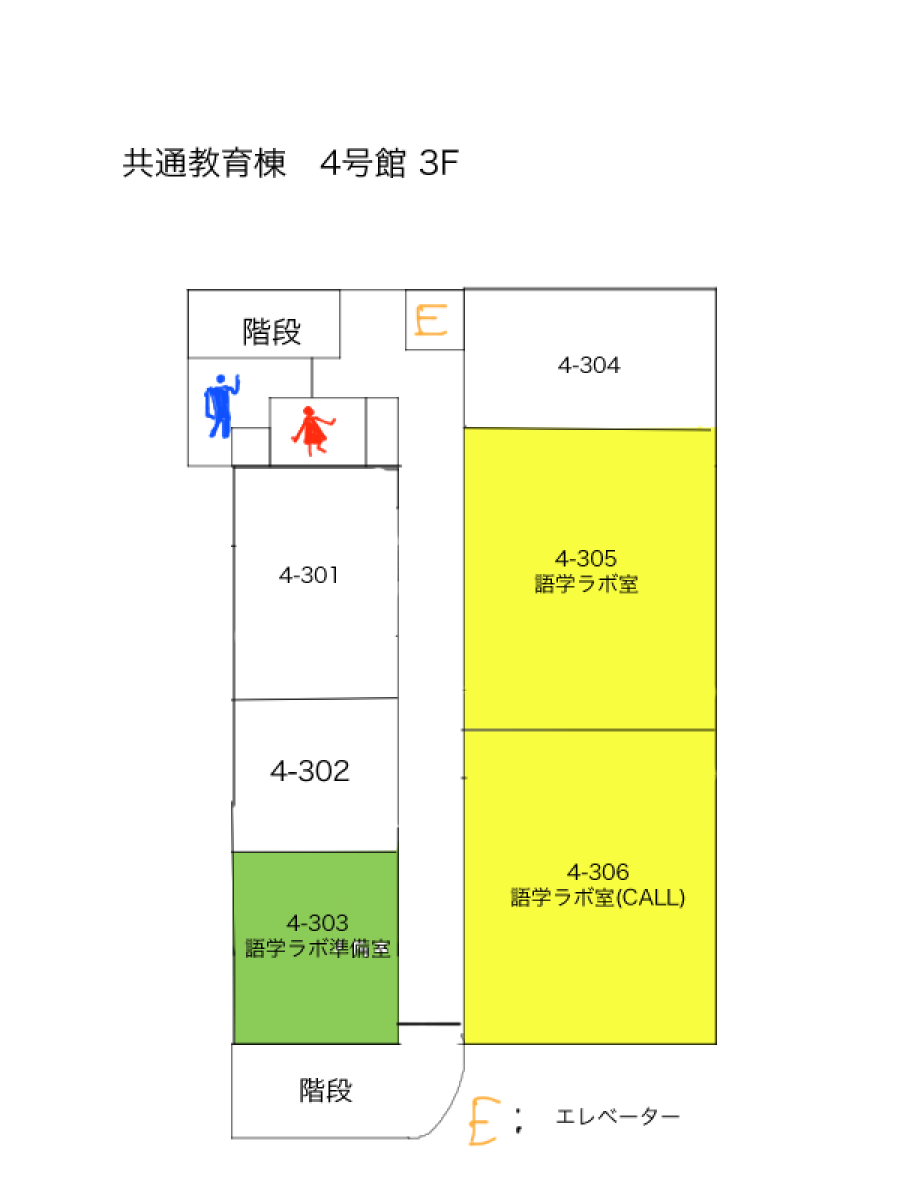 共通教育棟　4号館 3F
階段
E
4-304
4-305
語学ラボ室
4-301
4-302
4-306
語学ラボ室(CALL)
4-303
語学ラボ準備室
階段
E : エレベーター